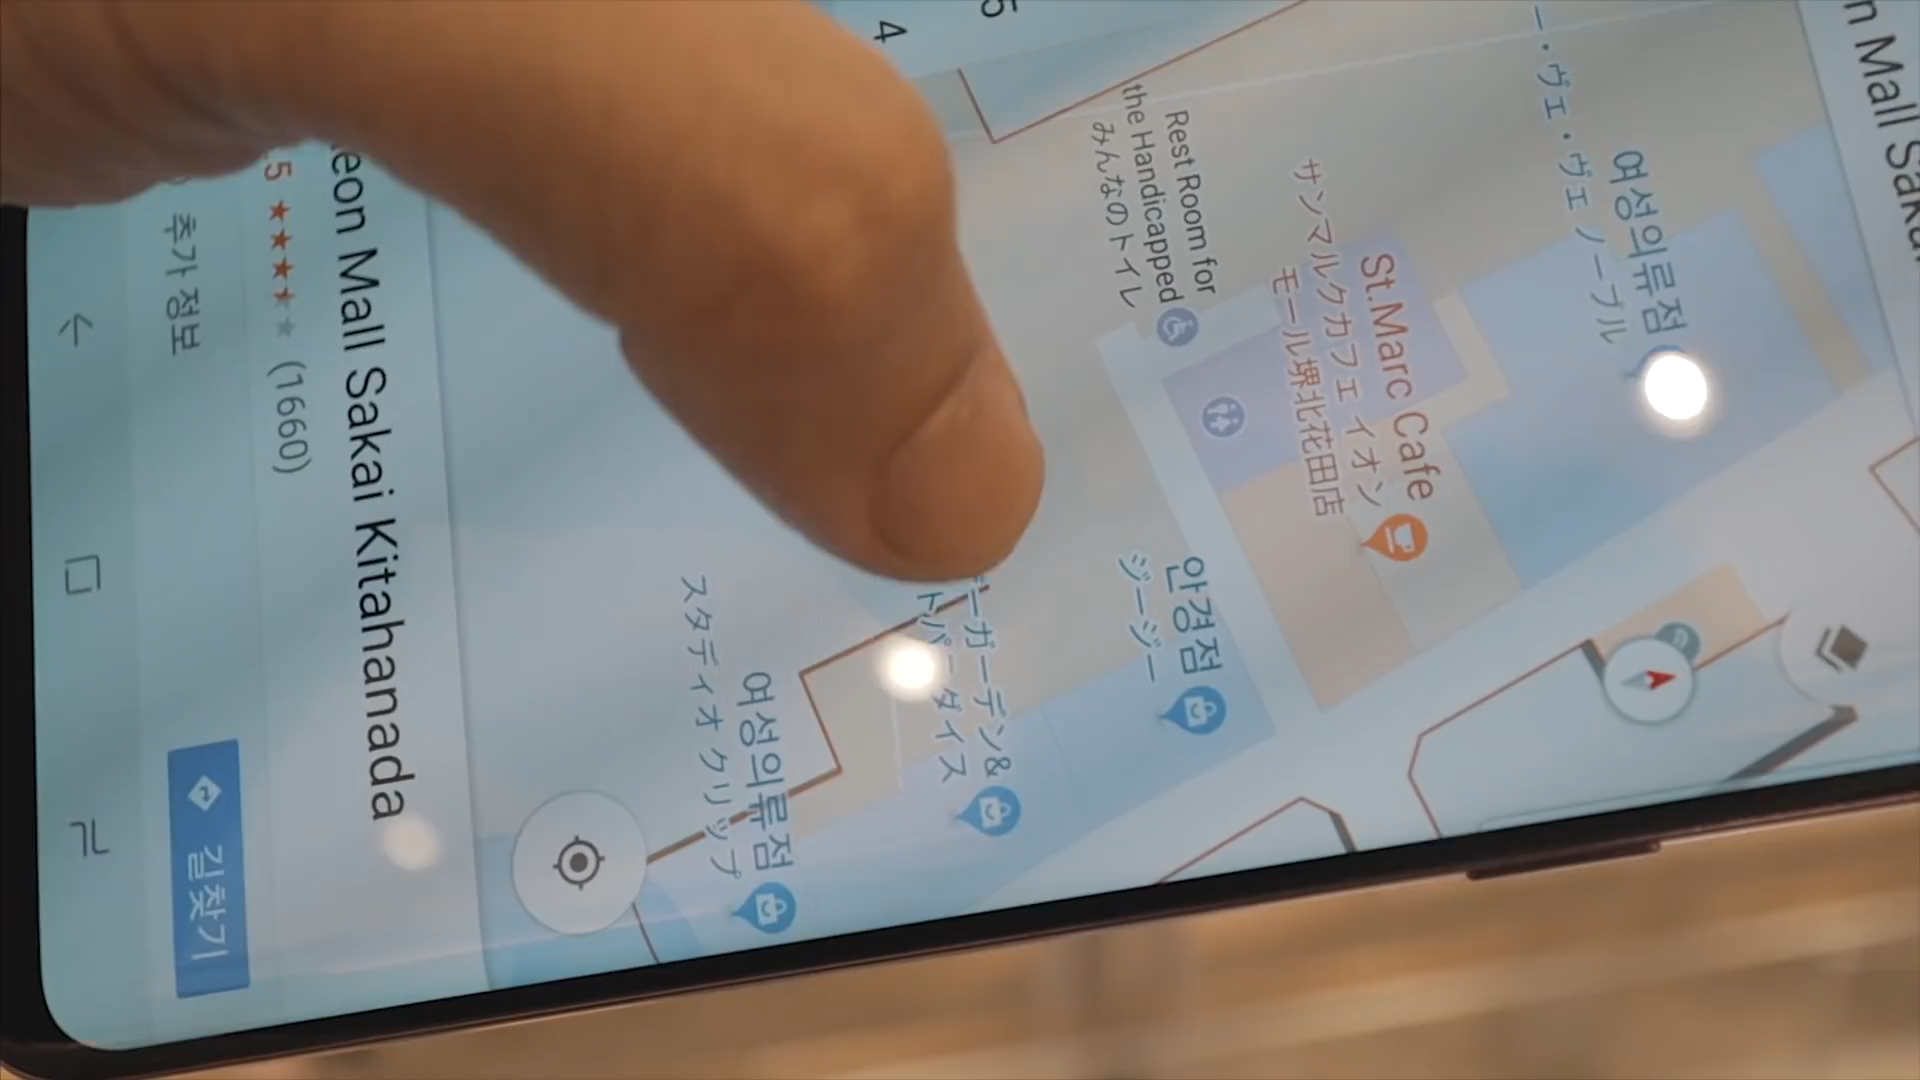 Mall
여성의류점
ー・ヴェ・ヴェ ノーブル
St.Marc Cafe
サンマルクカフェ イオン
モール堺北花田店
Rest Room for
the Handicapped
みんなのトイレ
5
4
안경점
ジージー
ーガーデン&
トパーダイス
여성의류점
スタディオ クリップ
eon Mall Sakai Kitahanada
.5 ★★★★★ (1660)
추가 정보
길찾기